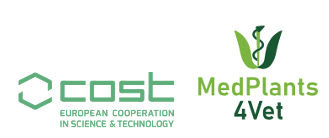 cost
EUROPEAN COOPERATION
IN SCIENCE & TECHNOLOGY
MedPlants
4Vet